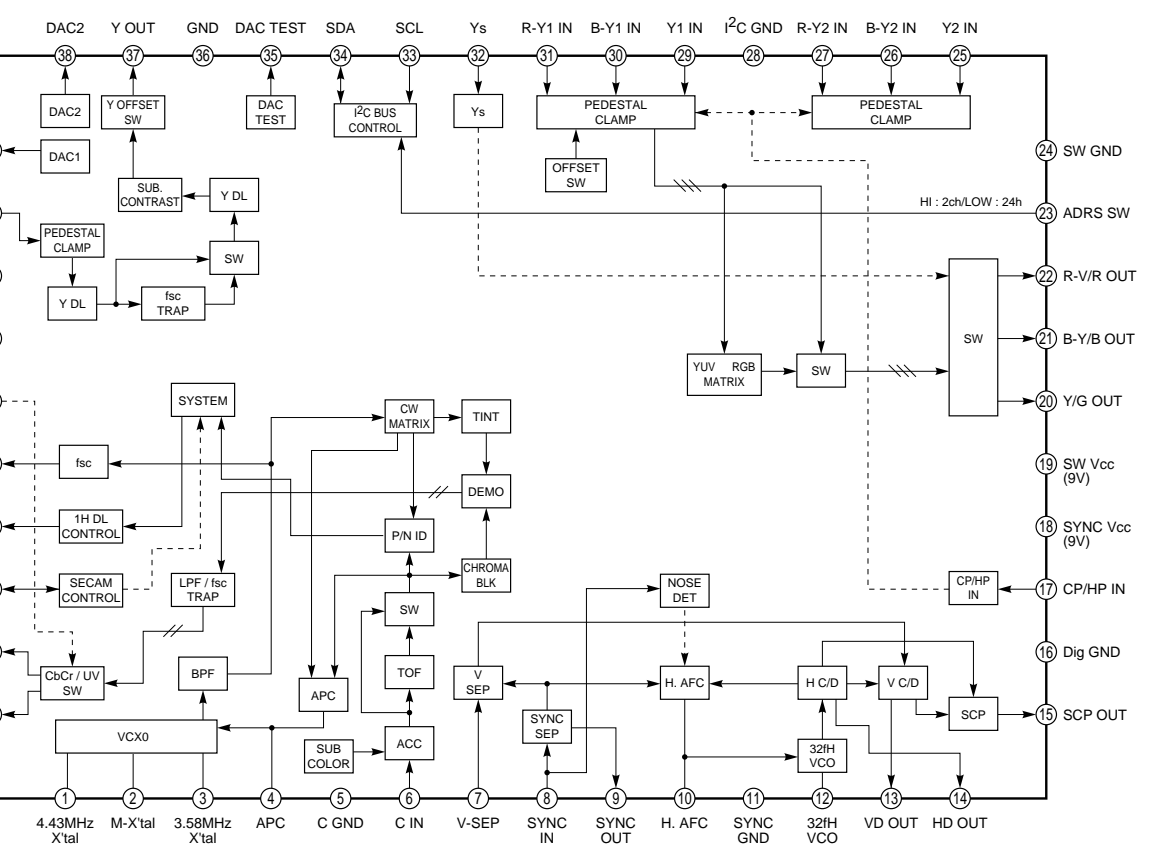 DAC2 Y OUT GND DAC TEST SDA SCL Ys R-Y1 IN B-Y1 IN Y1 IN I2C GND R-Y2 IN B-Y2 IN Y2 IN
38 37 36 35 34 33 32 31 30 29 28 27 26 25
DAC2
Y OFFSET
SW
DAC
TEST
I2C BUS
CONTROL
Ys
PEDESTAL
CLAMP
PEDESTAL
CLAMP
DAC1
OFFSET
SW
24 SW GND
SUB.
CONTRAST
Y DL
HI : 2ch/LOW : 24h
23 ADRS SW
PEDESTAL
CLAMP
SW
Y DL
fsc
TRAP
22 R-V/R OUT
SW
21 B-Y/B OUT
YUV RGB
MATRIX
SW
20 Y/G OUT
SYSTEM
CW
MATRIX
TINT
fsc
19 SW Vcc
(9V)
DEMO
1H DL
CONTROL
P/N ID
18 SYNC Vcc
(9V)
SECAM
CONTROL
LPF / fsc
TRAP
CHROMA
BLK
NOSE
DET
CP/HP
IN
17 CP/HP IN
SW
16 Dig GND
CbCr / UV
SW
BPF
APC
TOF
V
SEP
H. AFC
H C/D
V C/D
SCP
15 SCP OUT
SYNC
SEP
VCX0
SUB
COLOR
ACC
32fH
VCO
1 2 3 4 5 6 7 8 9 10 11 12 13 14
4.43MHz
X'tal
M-X'tal
3.58MHz
X'tal
APC
C GND
C IN
V-SEP
SYNC
IN
SYNC
OUT
H. AFC
SYNC
GND
32fH
VCO
VD OUT
HD OUT